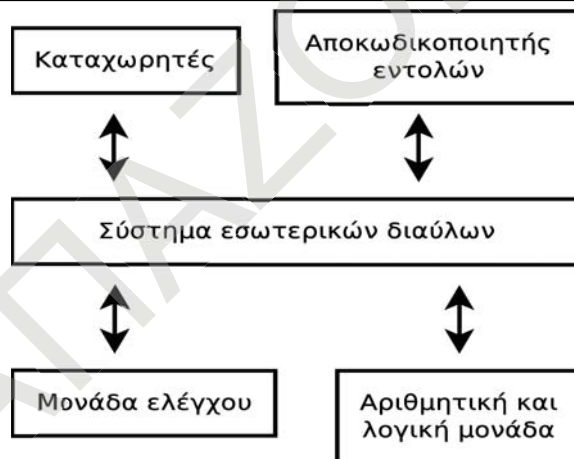 Καταχωρητές
Αποκωδικοποιητής
εντολών
Σύστημα εσωτερικών διαύλων
Μονάδα ελέγχου
Αριθμητική και
λογική μονάδα